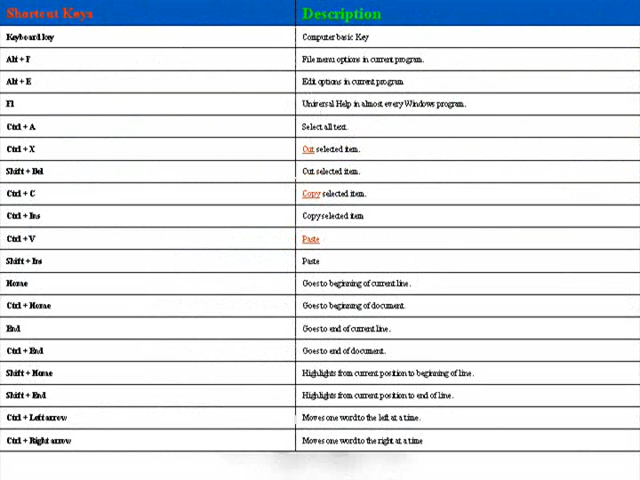 Shortcut Keys Description
Keyboard key Computer basic Key
Alt + F File menu options in current program.
Alt + E Edit options in current program
F1 Universal Help in almost every Windows program.
Ctrl + A Select all text.
Ctrl + X Cut selected item.
Shift + Del Cut selected item.
Ctrl + C Copy selected item.
Ctrl + Ins Copy selected item
Ctrl + V Paste
Shift + Ins Paste
Home Goes to beginning of current line.
Ctrl + Home Goes to beginning of document.
End Goes to end of current line.
Ctrl + End Goes to end of document.
Shift + Home Highlights from current position to beginning of line.
Shift + End Highlights from current position to end of line.
Ctrl + Left arrow Moves one word to the left at a time.
Ctrl + Right arrow Moves one word to the right at a time